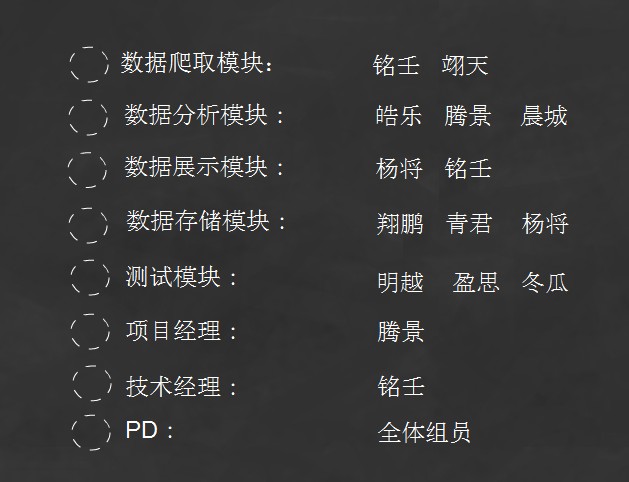 数据爬取模块： 铭壬 翊天
数据分析模块： 皓乐 腾景 晨城
数据展示模块： 杨将 铭壬
数据存储模块： 翔鹏 青君 杨将
测试模块： 明越 盈思 冬瓜
项目经理： 腾景
技术经理： 铭壬
PD： 全体组员